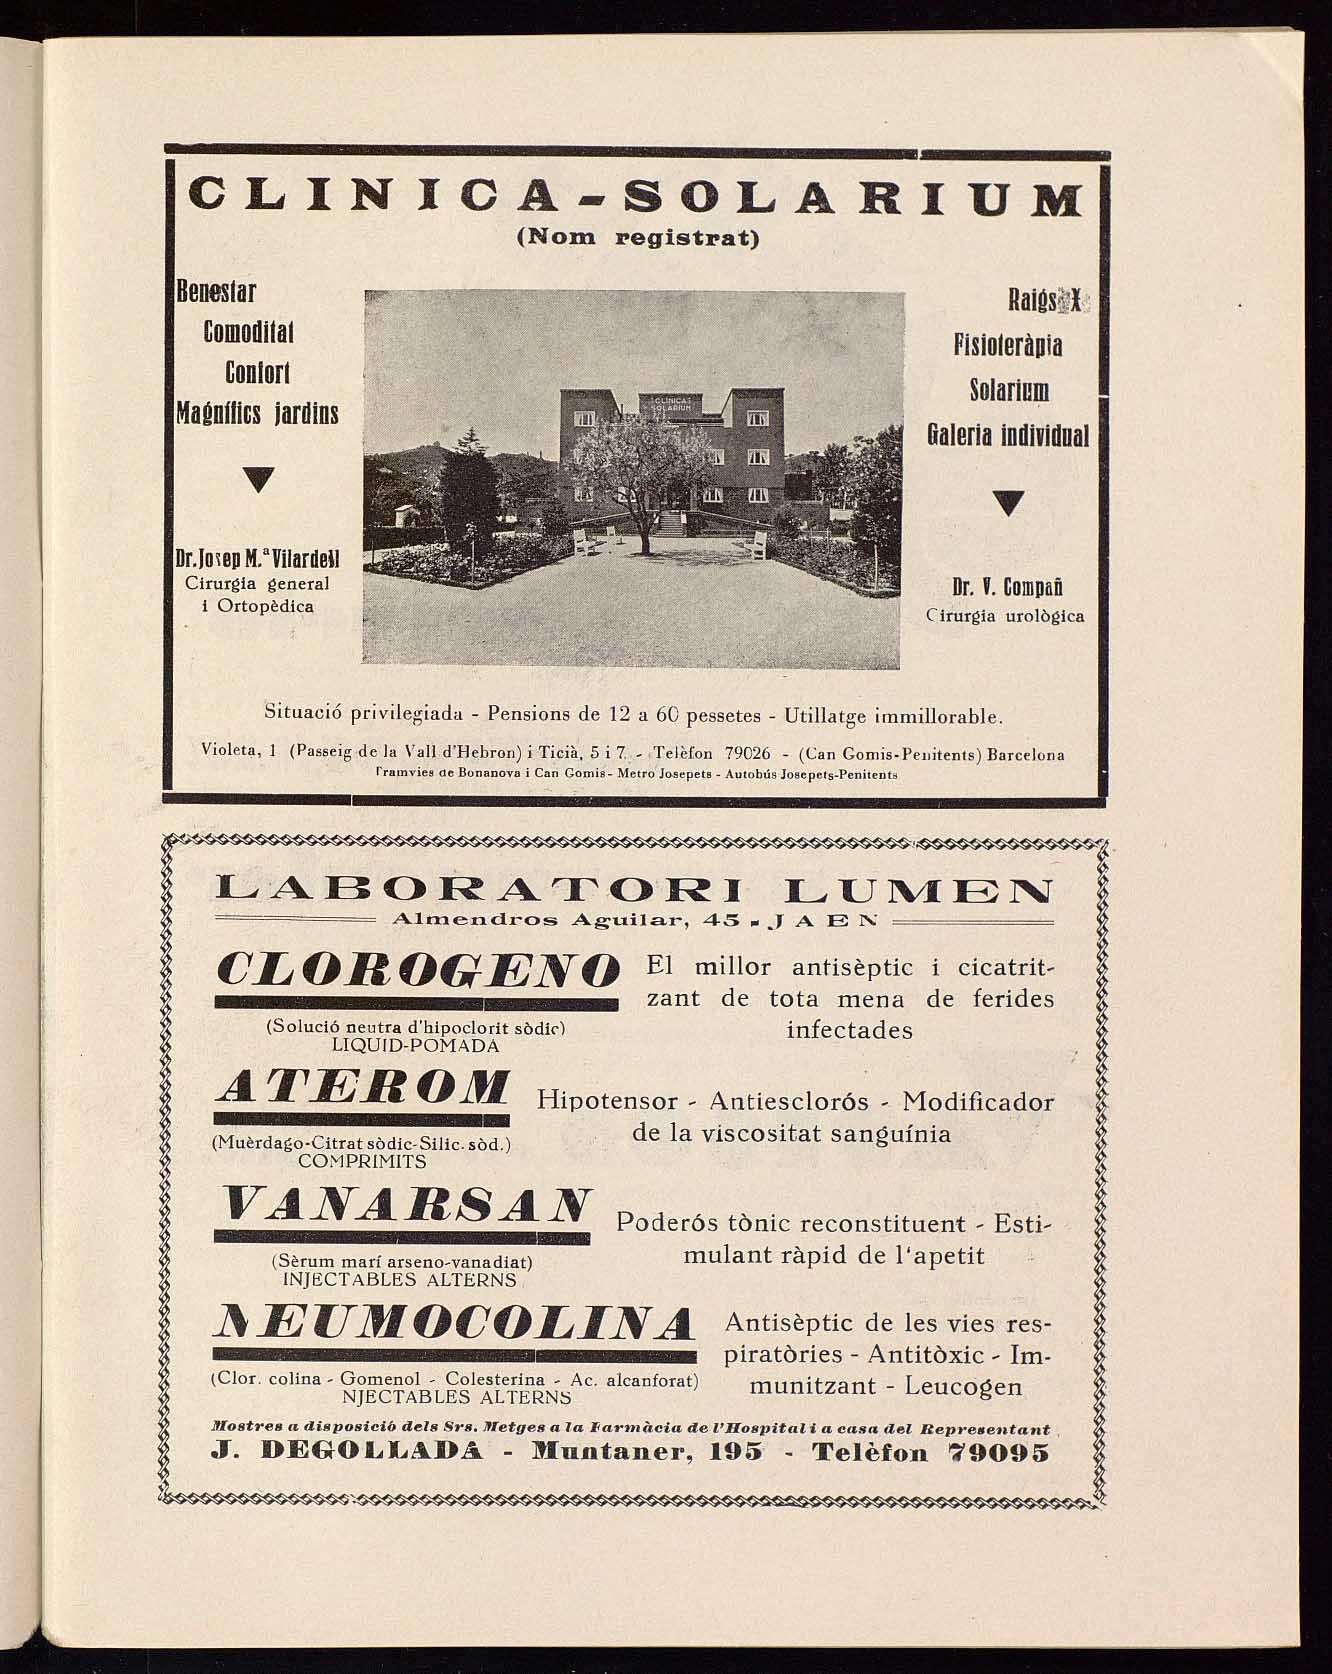 CLINICA-SOLARIUM
(Nom registrat)
Benestar
Comoditat
Confort
Magnífics jardins
Dr. Josep M.ª Vilardell
Cirurgia general
i Ortopèdica
CLINICA
SOLARIUM
Raigs X
Fisioteràpia
Solarium
Galeria individual
Dr. V. Compañ
Cirurgia urològica
Situació privilegiada - Pensions de 12 a 60 pessetes - Utillatge immillorable.
Violeta, 1 (Passeig de la Vall d'Hebron) i Ticià, 5 i 7. - Telèfon 79026 - (Can Gomis-Penitents) Barcelona
Tramvies de Bonanova i Can Gomis - Metro Josepets - Autobús Josepets-Penitents
LABORATORI LUMEN
Almendros Aguilar, 45 - JAEN
CLOROGENO
(Solució neutra d'hipoclorit sòdic)
LIQUID-POMADA
El millor antisèptic i cicatrit-
zant de tota mena de ferides
infectades
ATEROM
(Muèrdago-Citrat sòdic-Silic. sòd.)
COMPRIMITS
Hipotensor - Antiesclorós - Modificador
de la viscositat sanguínia
VANARSAN
(Sèrum marí arseno-vanadiat)
INJECTABLES ALTERNS
Poderós tònic reconstituent - Esti-
mulant ràpid de l'apetit
NEUMOCOLINA
(Clor. colina - Gomenol - Colesterina - Ac. alcanforat)
NJECTABLES ALTERNS
Antisèptic de les vies res-
piratòries - Antitòxic - Im-
munitzant - Leucogen
Mostres a disposició dels Srs. Metges a la Farmàcia de l'Hospital i a casa del Representant
J. DEGOLLADA - Muntaner, 195 - Telèfon 79095